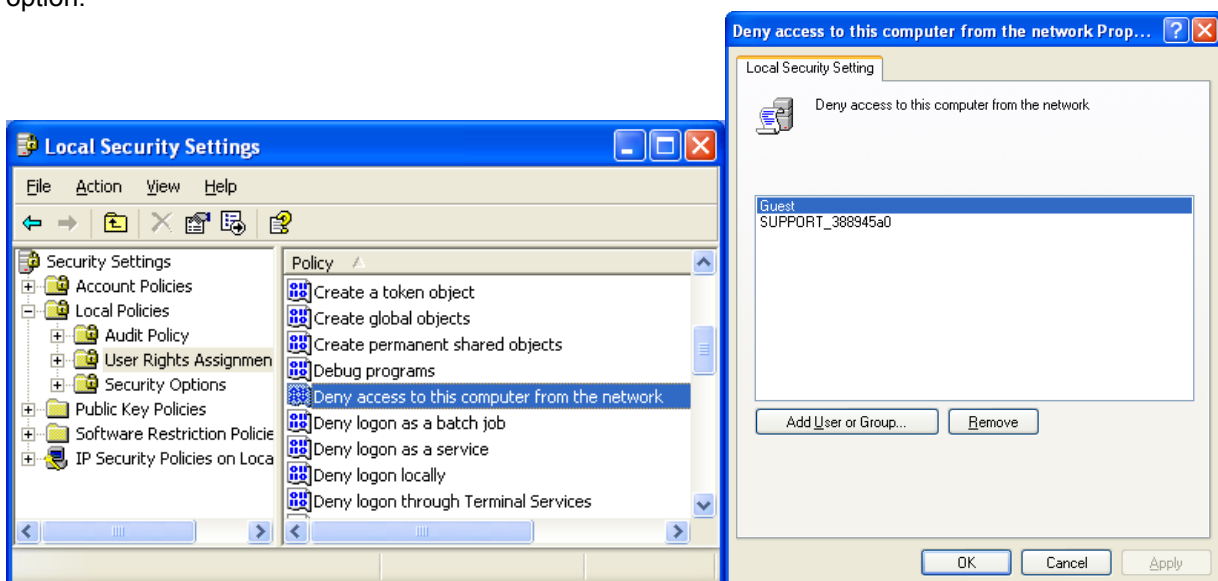 option.
Local Security Settings
File Action View Help
Security Settings
Account Policies
Local Policies
Audit Policy
User Rights Assignmen
Security Options
Public Key Policies
Software Restriction Policie
IP Security Policies on Loca
Policy
Create a token object
Create global objects
Create permanent shared objects
Debug programs
Deny access to this computer from the network
Deny logon as a batch job
Deny logon as a service
Deny logon locally
Deny logon through Terminal Services
Deny access to this computer from the network Prop...
Local Security Setting
Deny access to this computer from the network
Guest
SUPPORT_388945a0
Add User or Group... Remove
OK Cancel Apply